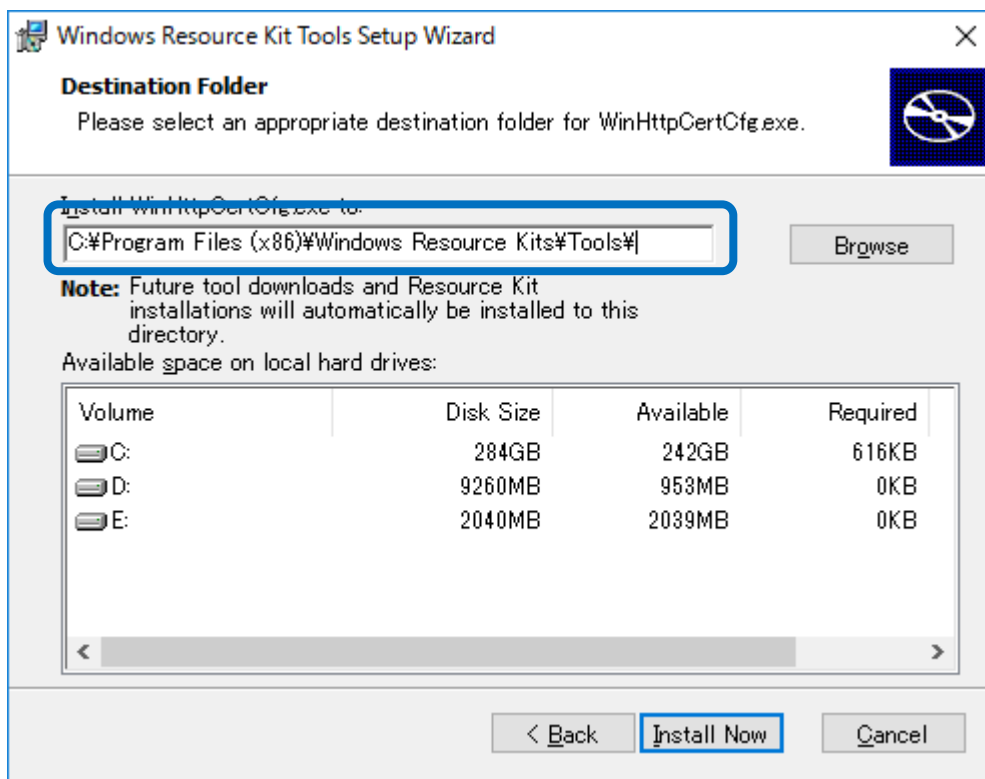 Windows Resource Kit Tools Setup Wizard
Destination Folder
Please select an appropriate destination folder for WinHttpCertCfg.exe.
Install WinHttpCertCfg.exe to:
C:¥Program Files (x86)¥Windows Resource Kits¥Tools¥
Browse
Note: Future tool downloads and Resource Kit
installations will automatically be installed to this
directory.
Available space on local hard drives:
Volume Disk Size Available Required
C: 284GB 242GB 616KB
D: 9260MB 953MB 0KB
E: 2040MB 2039MB 0KB
< Back Install Now Cancel